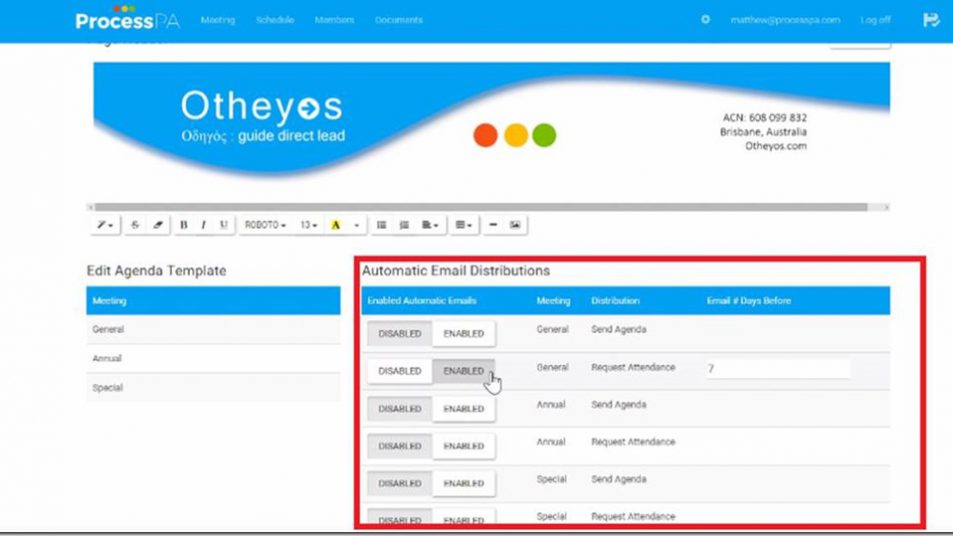 ProcessPA Meeting Schedule Members Documents matthew@processpa.com Log off
Otheyos
Οδηγός : guide direct lead
ACN: 608 099 832
Brisbane, Australia
Otheyos.com
B I U ROBOTO 13 A
Edit Agenda Template
Meeting
General
Annual
Special
Automatic Email Distributions
Enabled Automatic Emails Meeting Distribution Email # Days Before
DISABLED ENABLED General Send Agenda
DISABLED ENABLED General Request Attendance 7
DISABLED ENABLED Annual Send Agenda
DISABLED ENABLED Annual Request Attendance
DISABLED ENABLED Special Send Agenda
DISABLED ENABLED Special Request Attendance